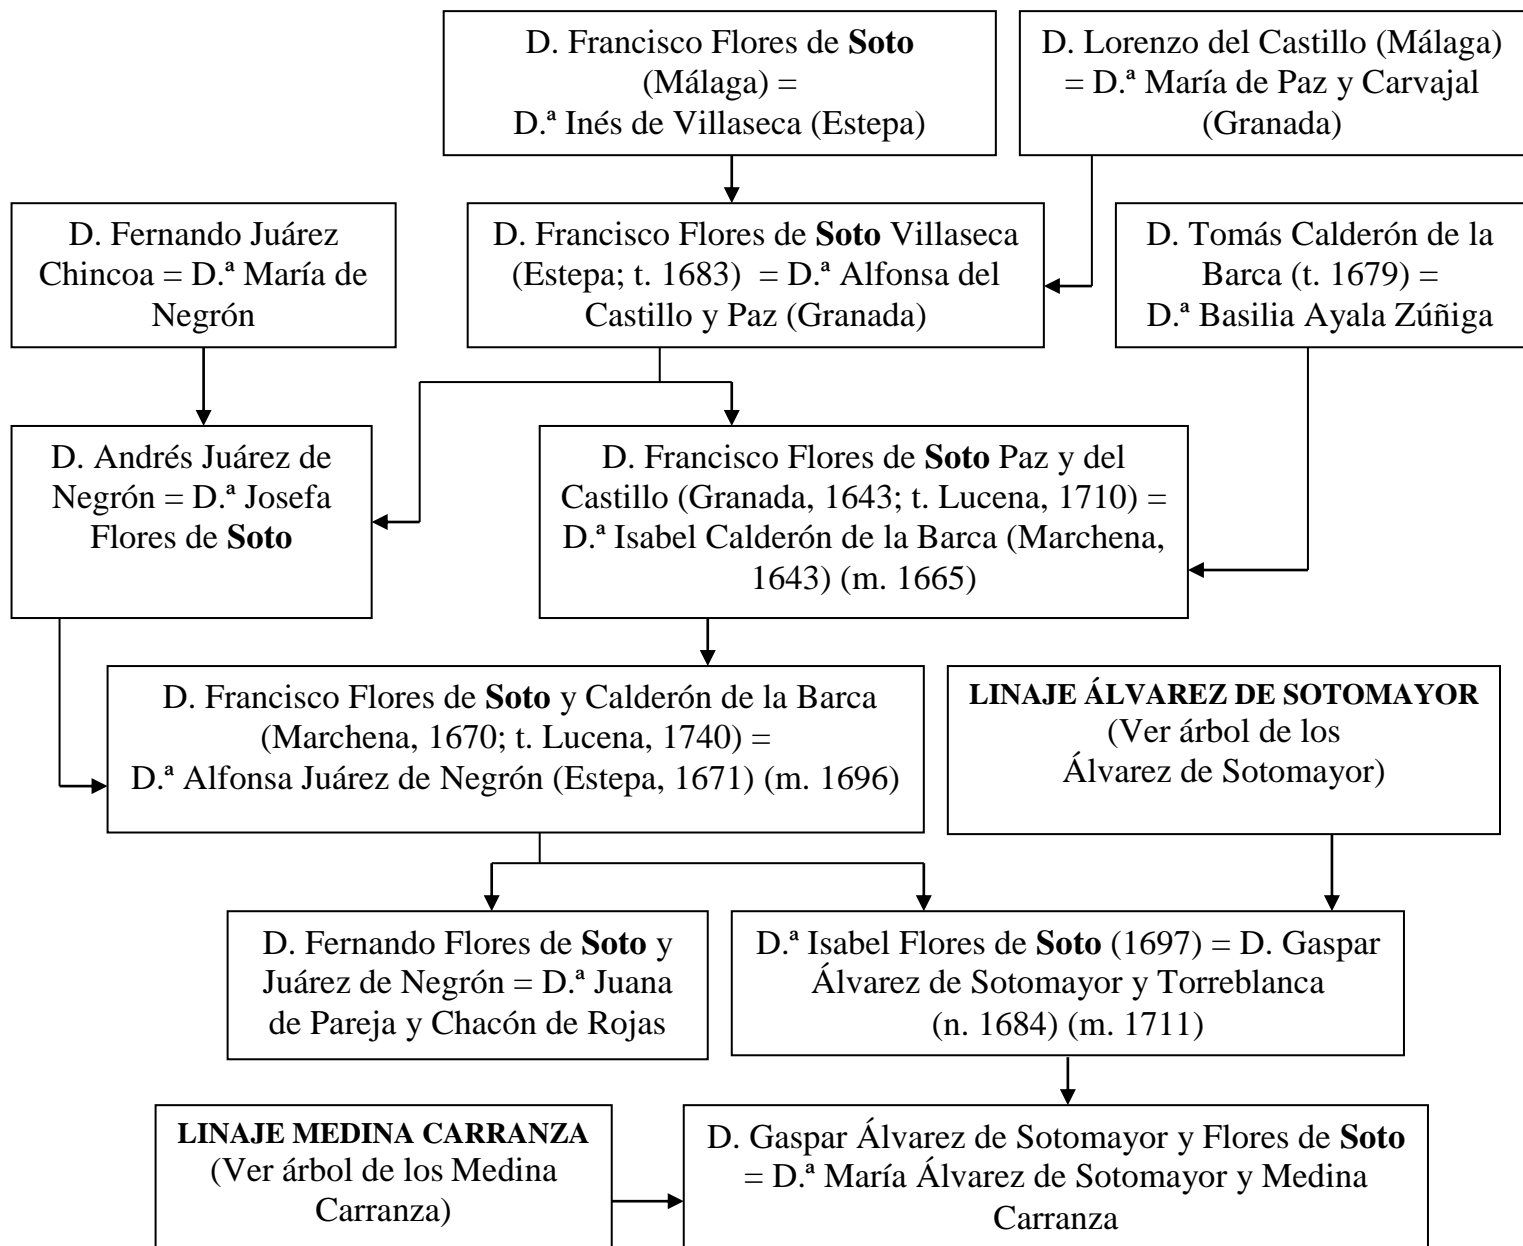 D. Francisco Flores de Soto
(Málaga) =
D.ª Inés de Villaseca (Estepa)
D. Lorenzo del Castillo (Málaga)
= D.ª María de Paz y Carvajal
(Granada)
D. Fernando Juárez
Chincoa = D.ª María de
Negrón
D. Francisco Flores de Soto Villaseca
(Estepa; t. 1683) = D.ª Alfonsa del
Castillo y Paz (Granada)
D. Tomás Calderón de la
Barca (t. 1679) =
D.ª Basilia Ayala Zúñiga
D. Andrés Juárez de
Negrón = D.ª Josefa
Flores de Soto
D. Francisco Flores de Soto Paz y del
Castillo (Granada, 1643; t. Lucena, 1710) =
D.ª Isabel Calderón de la Barca (Marchena,
1643) (m. 1665)
D. Francisco Flores de Soto y Calderón de la Barca
(Marchena, 1670; t. Lucena, 1740) =
D.ª Alfonsa Juárez de Negrón (Estepa, 1671) (m. 1696)
LINAJE ÁLVAREZ DE SOTOMAYOR
(Ver árbol de los
Álvarez de Sotomayor)
D. Fernando Flores de Soto y
Juárez de Negrón = D.ª Juana
de Pareja y Chacón de Rojas
D.ª Isabel Flores de Soto (1697) = D. Gaspar
Álvarez de Sotomayor y Torreblanca
(n. 1684) (m. 1711)
LINAJE MEDINA CARRANZA
(Ver árbol de los Medina
Carranza)
D. Gaspar Álvarez de Sotomayor y Flores de Soto
= D.ª María Álvarez de Sotomayor y Medina
Carranza